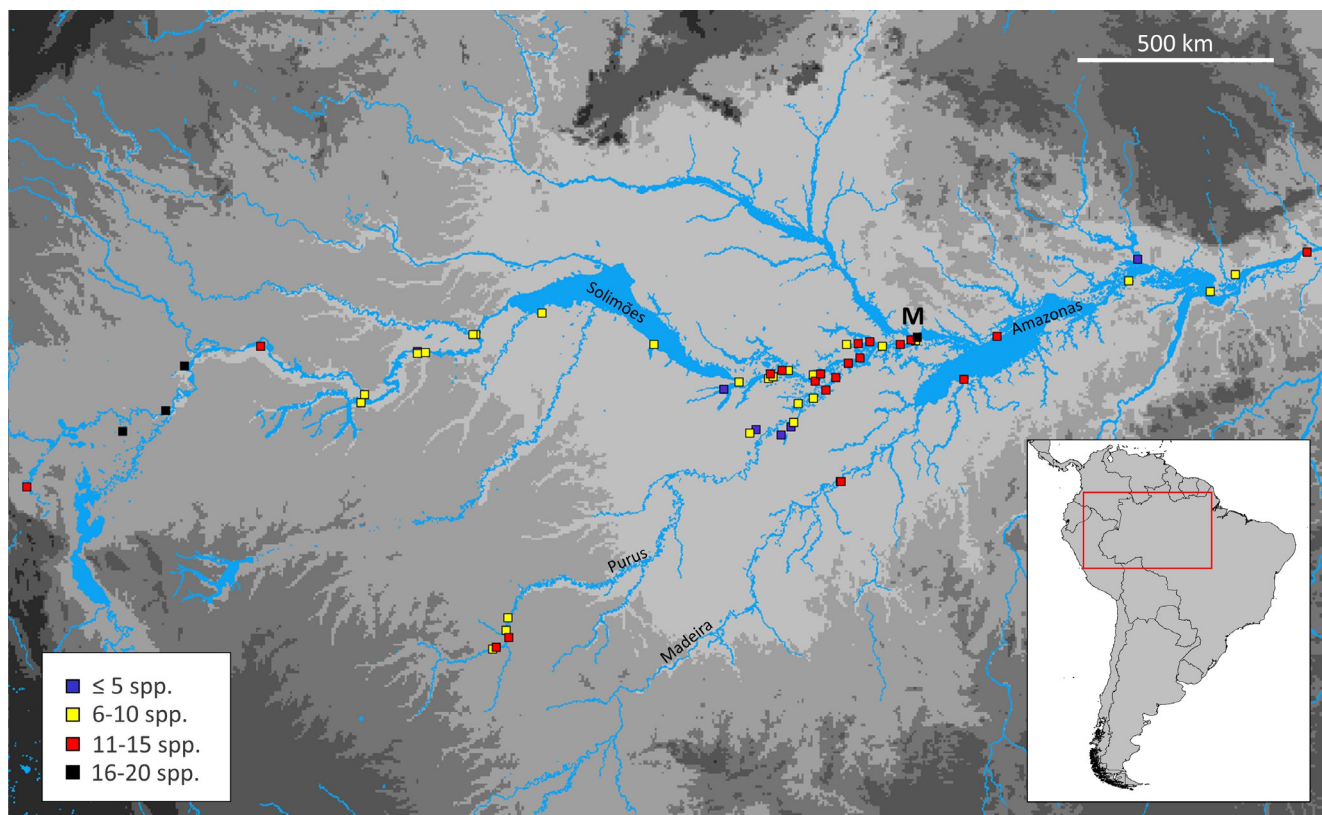 500 km
Solimões
M
Amazonas
Purus
Madeira
≤ 5 spp.
6-10 spp.
11-15 spp.
16-20 spp.